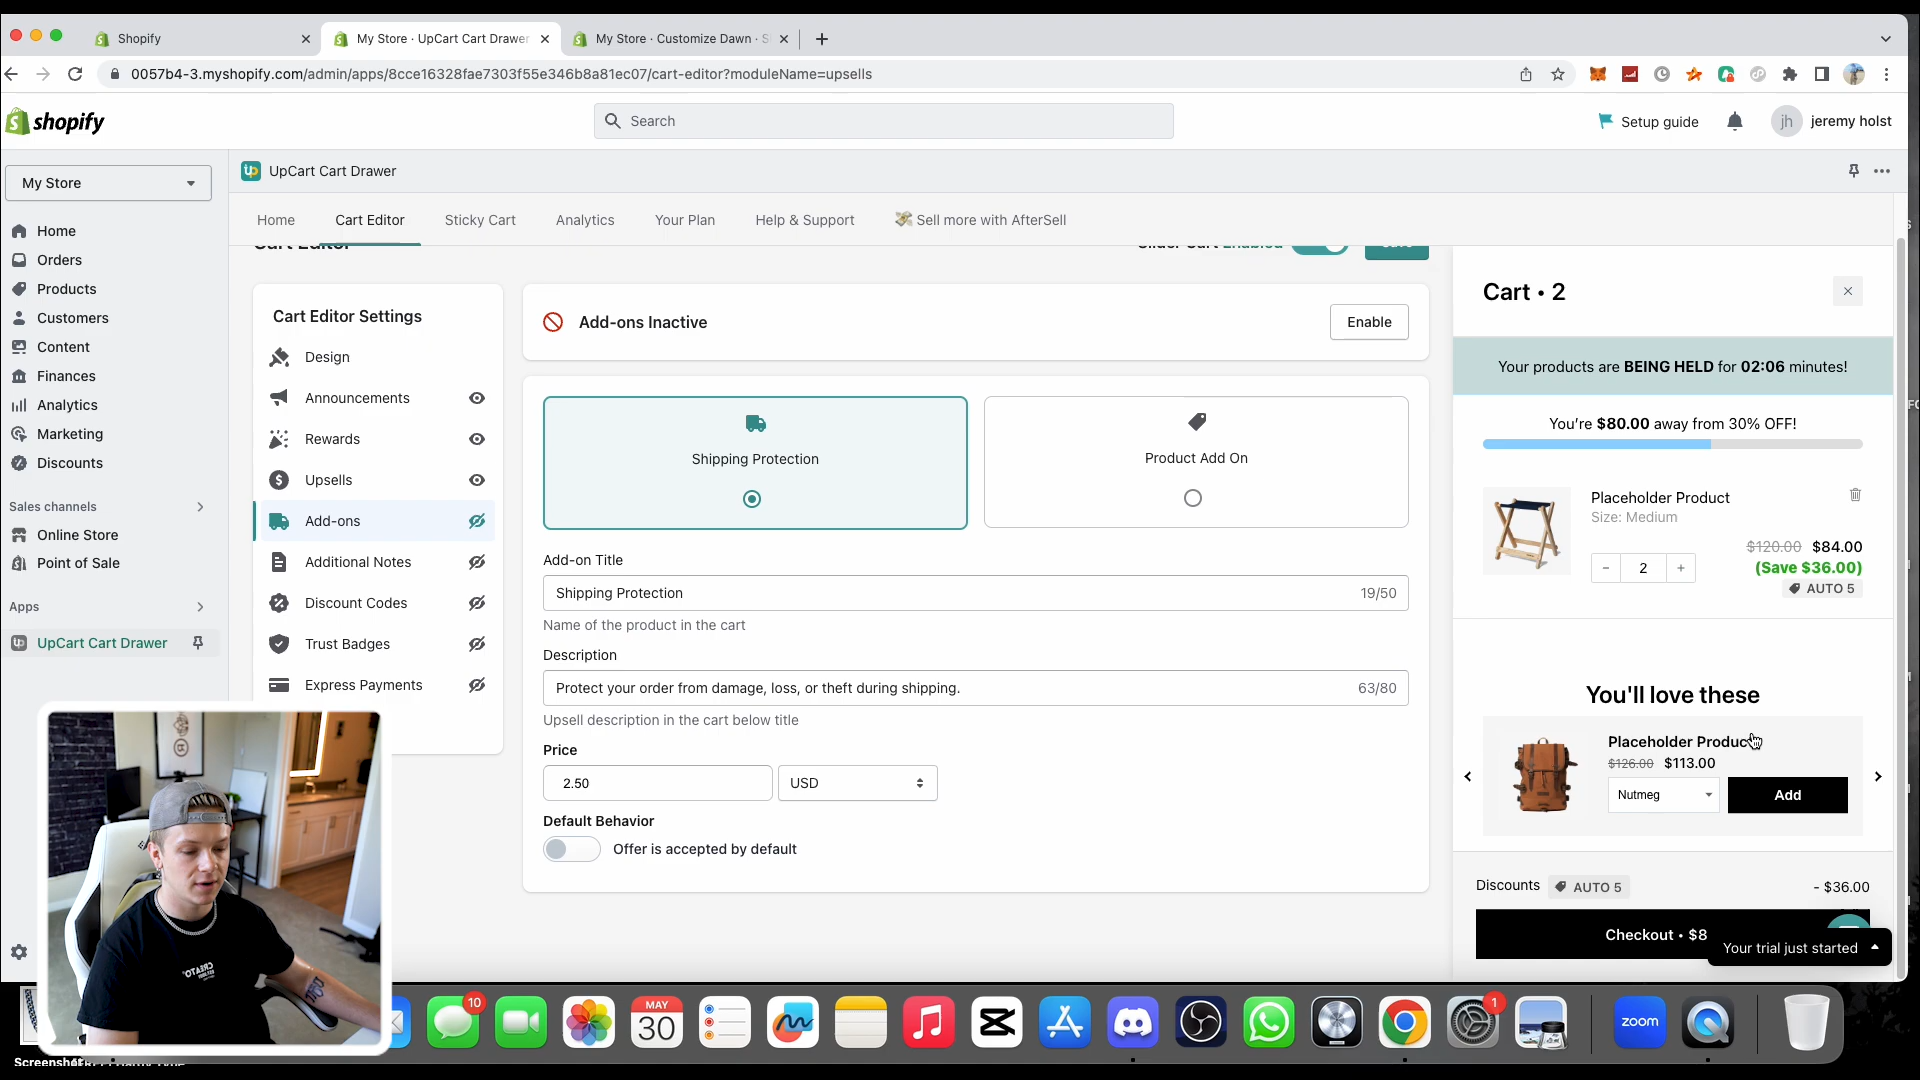 Shopify
My Store · UpCart Cart Drawer
My Store · Customize Dawn · S
0057b4-3.myshopify.com/admin/apps/8cce16328fae7303f55e346b8a81ec07/cart-editor?moduleName=upsells
shopify
Search
Setup guide
jh
jeremy holst
My Store
UpCart Cart Drawer
Home
Cart Editor
Sticky Cart
Analytics
Your Plan
Help & Support
Sell more with AfterSell
Home
Orders
Products
Customers
Content
Finances
Analytics
Marketing
Discounts
Sales channels
Online Store
Point of Sale
Apps
UpCart Cart Drawer
Cart Editor
Slider Cart Enabled
Save
Cart Editor Settings
Design
Announcements
Rewards
Upsells
Add-ons
Additional Notes
Discount Codes
Trust Badges
Express Payments
Add-ons Inactive
Enable
Shipping Protection
Product Add On
Add-on Title
Shipping Protection
19/50
Name of the product in the cart
Description
Protect your order from damage, loss, or theft during shipping.
63/80
Upsell description in the cart below title
Price
2.50
USD
Default Behavior
Offer is accepted by default
Cart • 2
Your products are BEING HELD for 02:06 minutes!
You're $80.00 away from 30% OFF!
Placeholder Product
Size: Medium
$120.00 $84.00
(Save $36.00)
AUTO 5
- 2 +
You'll love these
Placeholder Produc
$126.00 $113.00
Nutmeg
Add
Discounts
AUTO 5
- $36.00
Checkout • $8
Your trial just started
10
MAY
30
1
zoom
Screenshot